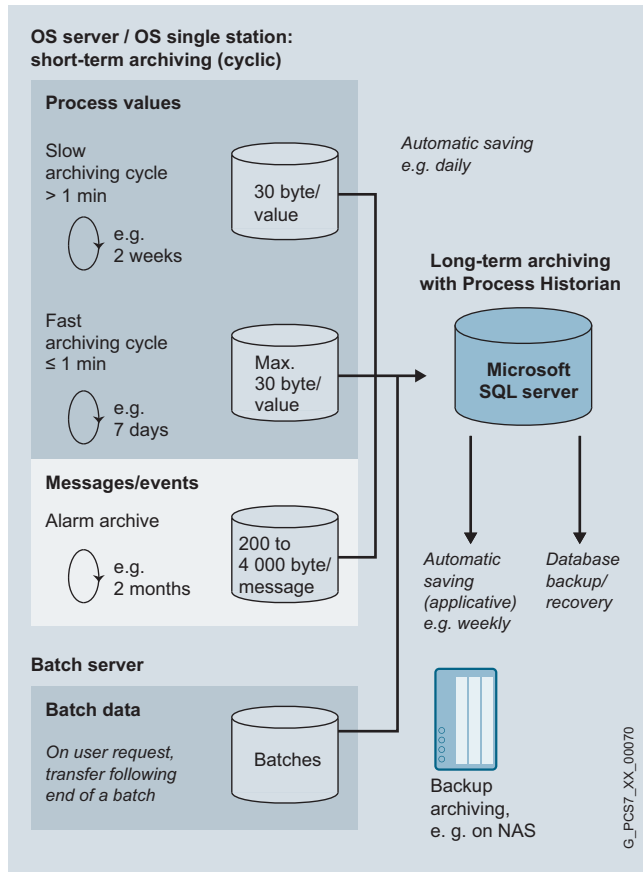 OS server / OS single station:
short-term archiving (cyclic)
Process values
Slow
archiving cycle
> 1 min
e.g.
2 weeks
30 byte/
value
Automatic saving
e.g. daily
Fast
archiving cycle
≤ 1 min
e.g.
7 days
Max.
30 byte/
value
Long-term archiving
with Process Historian
Microsoft
SQL server
Messages/events
Alarm archive
e.g.
2 months
200 to
4 000 byte/
message
Automatic
saving
(applicative)
e.g. weekly
Database
backup/
recovery
Batch server
Batch data
On user request,
transfer following
end of a batch
Batches
Backup
archiving,
e. g. on NAS
G_PCS7_XX_00070